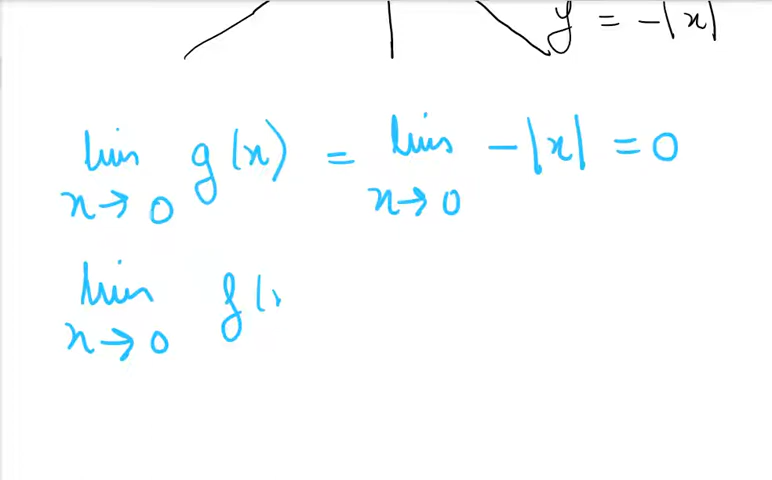 y = -|x|
lim g(x) = lim -|x| = 0
x→0 x→0
lim f(x
x→0